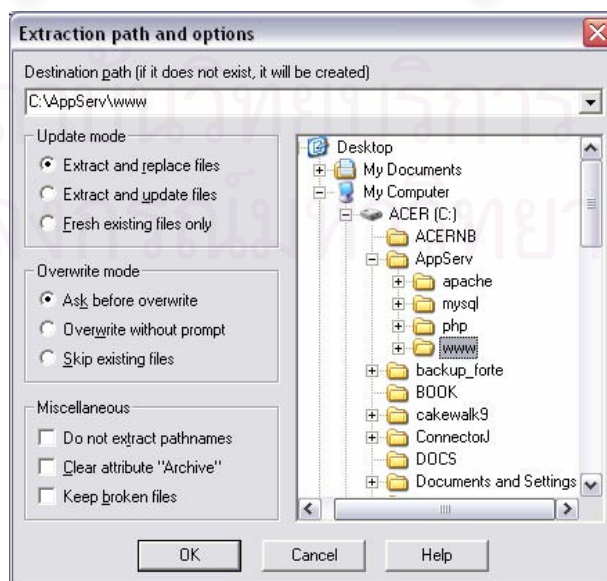 Extraction path and options
Destination path (if it does not exist, it will be created)
C:\AppServ\www
Update mode
Extract and replace files
Extract and update files
Fresh existing files only
Overwrite mode
Ask before overwrite
Overwrite without prompt
Skip existing files
Miscellaneous
Do not extract pathnames
Clear attribute "Archive"
Keep broken files
Desktop
My Documents
My Computer
ACER (C:)
ACERNB
AppServ
apache
mysql
php
www
backup_forte
BOOK
cakewalk9
ConnectorJ
DOCS
Documents and Settings
OK
Cancel
Help